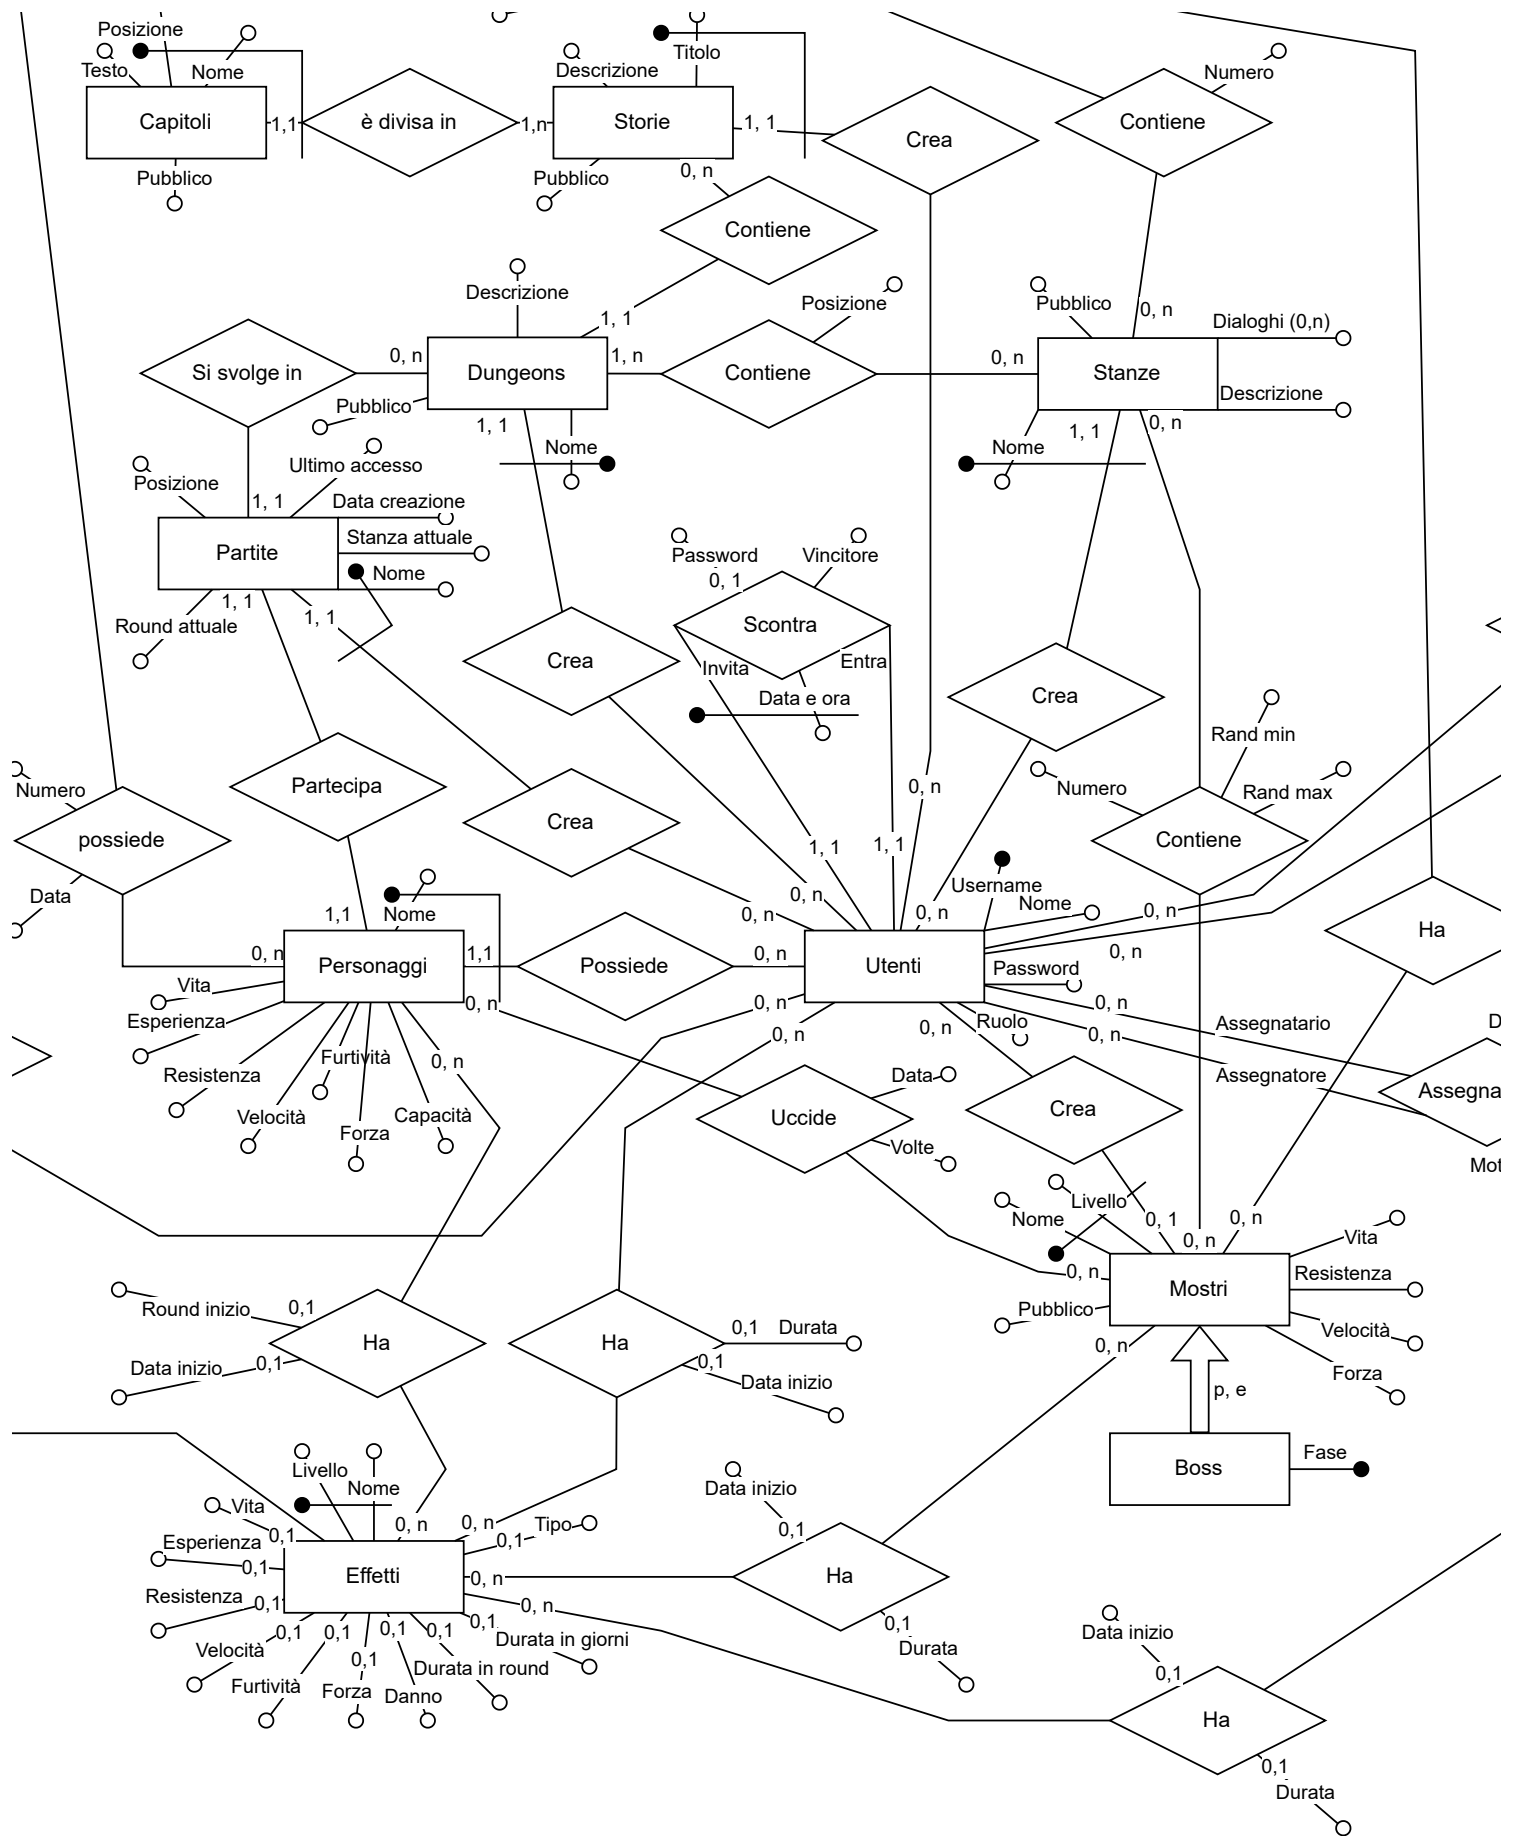 Posizione
Testo
Nome
Capitoli
1,1
è divisa in
1,n
Pubblico
Titolo
Descrizione
Storie
1, 1
Pubblico
0, n
Crea
Numero
Contiene
Contiene
Descrizione
1, 1
Posizione
Pubblico
0, n
Dialoghi (0,n)
Si svolge in
0, n
Dungeons
1, n
Contiene
0, n
Stanze
Descrizione
Pubblico
1, 1
Nome
1, 1
0, n
Nome
Ultimo accesso
Posizione
1, 1
Data creazione
Stanza attuale
Partite
Nome
1, 1
1, 1
Round attuale
Password
0, 1
Vincitore
Scontra
Invita
Entra
Data e ora
Crea
Crea
Rand min
Rand max
Numero
Contiene
Numero
possiede
Data
Partecipa
Crea
0, n
1, 1
1, 1
0, n
0, n
0, n
Username
Nome
0, n
0, n
Ha
1,1
Nome
0, n
Personaggi
1,1
Possiede
0, n
Utenti
Password
0, n
0, n
0, n
0, n
Ruolo
0, n
0, n
Assegnatario
Assegnatore
D
Assegna
Mot
Vita
Esperienza
Resistenza
Velocità
Furtività
Forza
Capacità
0, n
Uccide
Data
Volte
Crea
Livello
Nome
0, 1
0, n
0, n
0, n
Pubblico
Mostri
Vita
Resistenza
Velocità
Forza
0, n
p, e
Boss
Fase
Round inizio
0,1
Data inizio
0,1
Ha
Ha
0,1
Durata
0,1
Data inizio
Livello
Nome
Vita
0,1
Esperienza
0,1
Resistenza
0,1
Velocità
0,1
Furtività
0,1
Forza
0,1
Danno
0,1
Durata in round
0,1
Durata in giorni
0,1
Effetti
0, n
0, n
0,1
Tipo
0, n
0, n
Data inizio
0,1
Ha
0,1
Durata
Data inizio
0,1
Ha
0,1
Durata